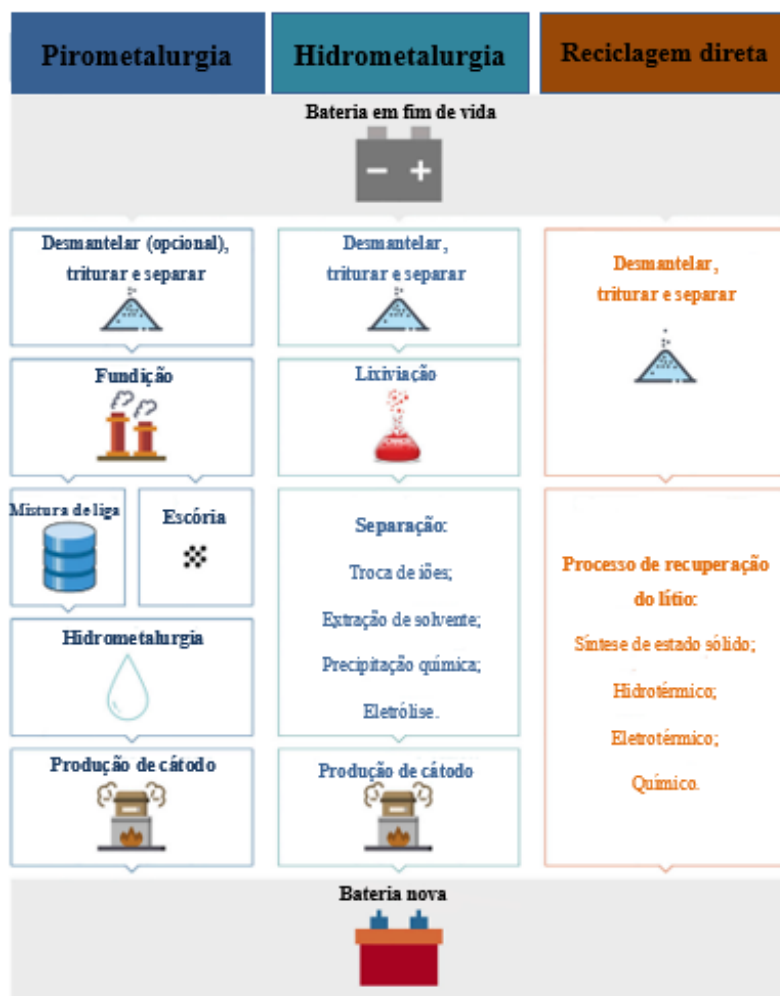 Pirometalurgia
Hidrometalurgia
Reciclagem direta
Bateria em fim de vida
Desmantelar (opcional),
triturar e separar
Desmantelar,
triturar e separar
Desmantelar,
triturar e separar
Fundição
Lixiviação
Mistura de liga
Escória
Hidrometalurgia
Separação:
Troca de iões;
Extração de solvente;
Precipitação química;
Eletrólise.
Processo de recuperação
do lítio:
Síntese de estado sólido;
Hidrotérmico;
Eletrotérmico;
Químico.
Produção de cátodo
Produção de cátodo
Bateria nova